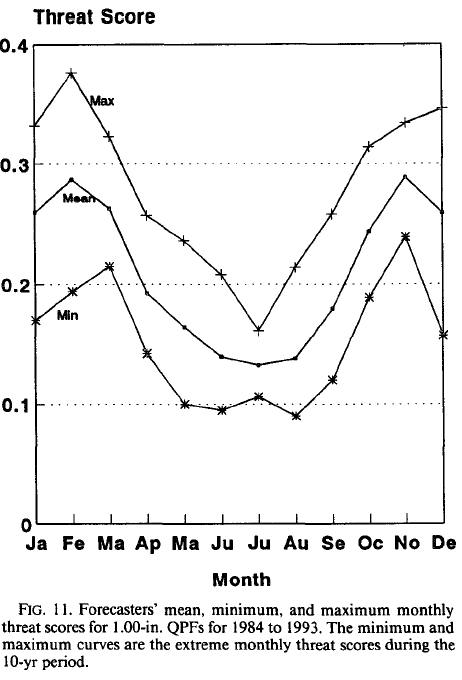 Threat Score
0.4
Max
0.3
Mean
0.2
Min
0.1
0
Ja Fe Ma Ap Ma Ju Ju Au Se Oc No De
Month
FIG. 11. Forecasters' mean, minimum, and maximum monthly
threat scores for 1.00-in. QPFs for 1984 to 1993. The minimum and
maximum curves are the extreme monthly threat scores during the
10-yr period.